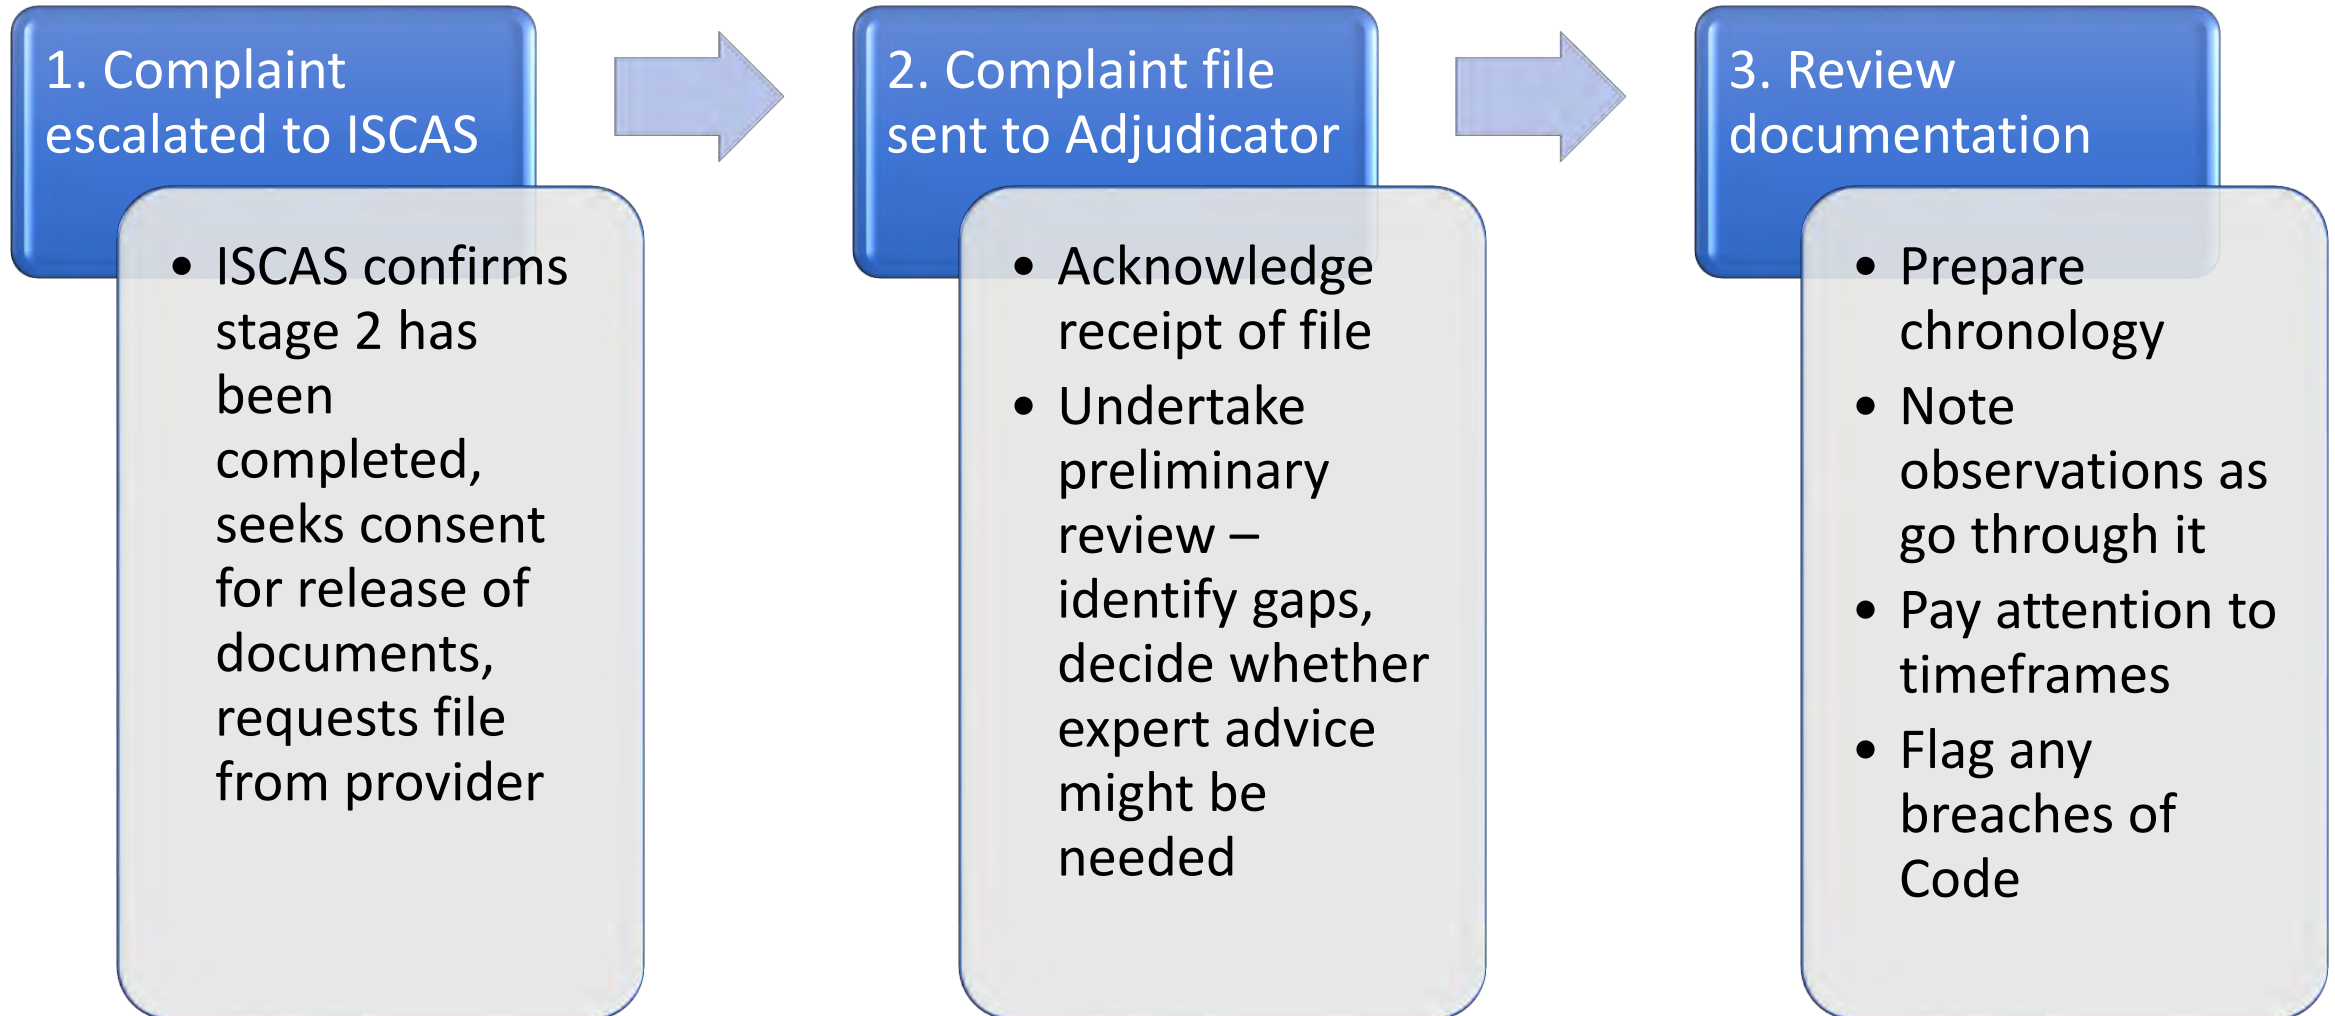 1. Complaint
escalated to ISCAS
• ISCAS confirms
stage 2 has
been
completed,
seeks consent
for release of
documents,
requests file
from provider
2. Complaint file
sent to Adjudicator
• Acknowledge
receipt of file
• Undertake
preliminary
review –
identify gaps,
decide whether
expert advice
might be
needed
3. Review
documentation
• Prepare
chronology
• Note
observations as
go through it
• Pay attention to
timeframes
• Flag any
breaches of
Code